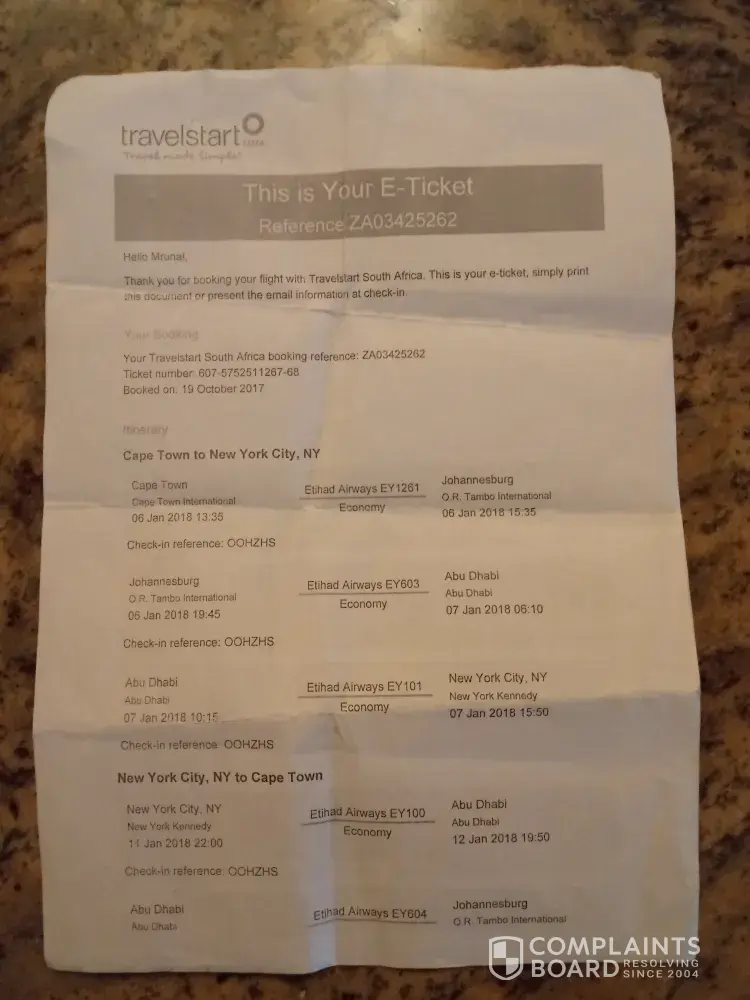 travelstart
Travel made Simple!
This is Your E-Ticket
Reference ZA03425262
Hello Mrunal,
Thank you for booking your flight with Travelstart South Africa. This is your e-ticket, simply print
this document or present the email information at check-in.
Your Booking
Your Travelstart South Africa booking reference: ZA03425262
Ticket number 607-5752511267-68
Booked on: 19 October 2017
Itinerary
Cape Town to New York City, NY
Cape Town Etihad Airways EY1261 Johannesburg
Cape Town International Economy O.R. Tambo International
06 Jan 2018 13:35 06 Jan 2018 15:35
Check-in reference: OOHZHS
Johannesburg Etihad Airways EY603 Abu Dhabi
O.R. Tambo International Economy Abu Dhabi
06 Jan 2018 19:45 07 Jan 2018 06:10
Check-in reference: OOHZHS
Abu Dhabi Etihad Airways EY101 New York City, NY
Abu Dhabi Economy New York Kennedy
07 Jan 2018 10:15 07 Jan 2018 15:50
Check-in reference: OOHZHS
New York City, NY to Cape Town
New York City, NY Etihad Airways EY100 Abu Dhabi
New York Kennedy Economy Abu Dhabi
11 Jan 2018 22:00 12 Jan 2018 19:50
Check-in reference: OOHZHS
Abu Dhabi Etihad Airways EY604 Johannesburg
Abu Dhabi O.R. Tambo International
COMPLAINTS
BOARD RESOLVING
SINCE 2004